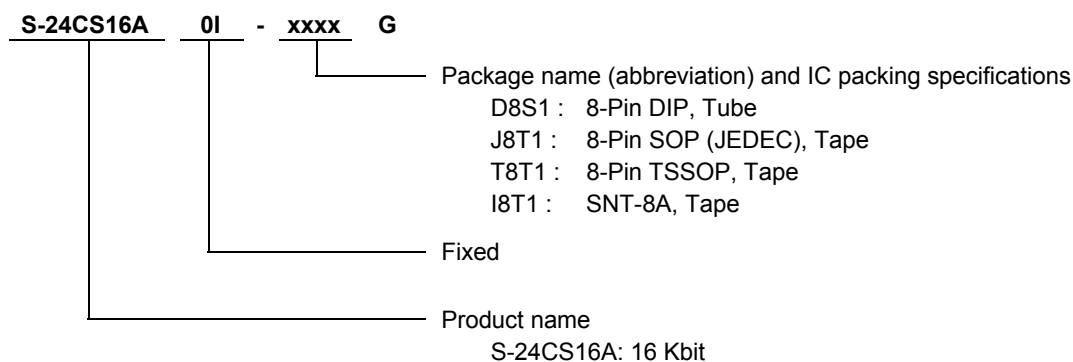 S-24CS16A 0I - xxxx G
Package name (abbreviation) and IC packing specifications
D8S1 : 8-Pin DIP, Tube
J8T1 : 8-Pin SOP (JEDEC), Tape
T8T1 : 8-Pin TSSOP, Tape
I8T1 : SNT-8A, Tape
Fixed
Product name
S-24CS16A: 16 Kbit